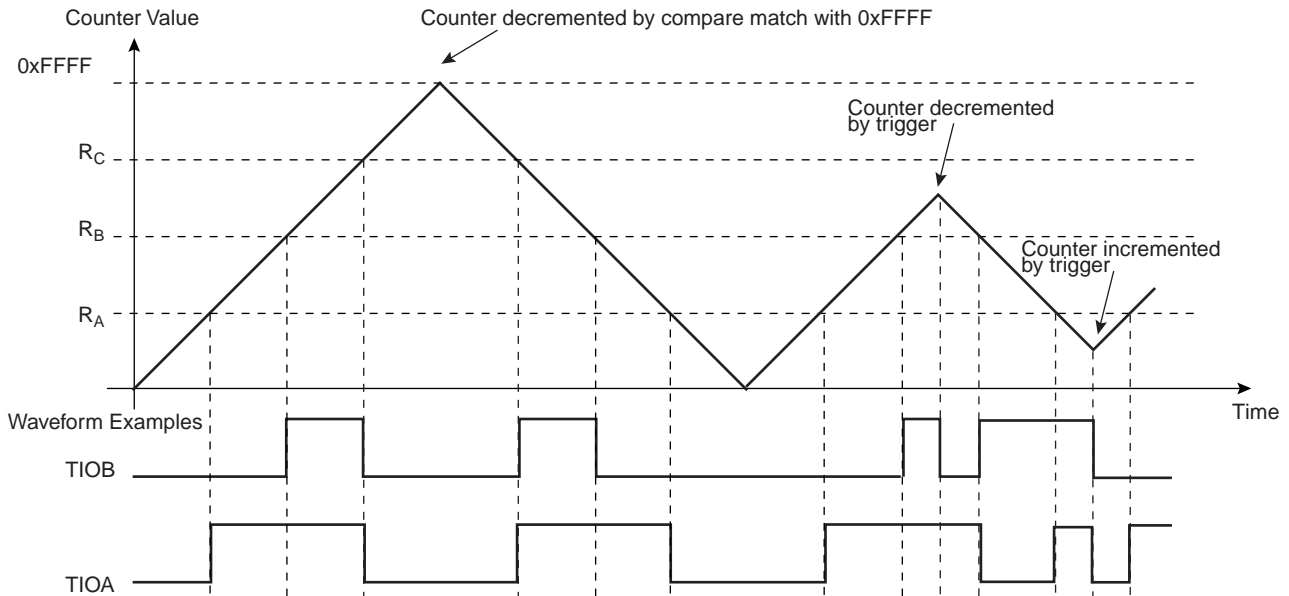 Counter Value
Counter decremented by compare match with 0xFFFF
0xFFFF
Counter decremented
by trigger
RC
RB
Counter incremented
by trigger
RA
Time
Waveform Examples
TIOB
TIOA